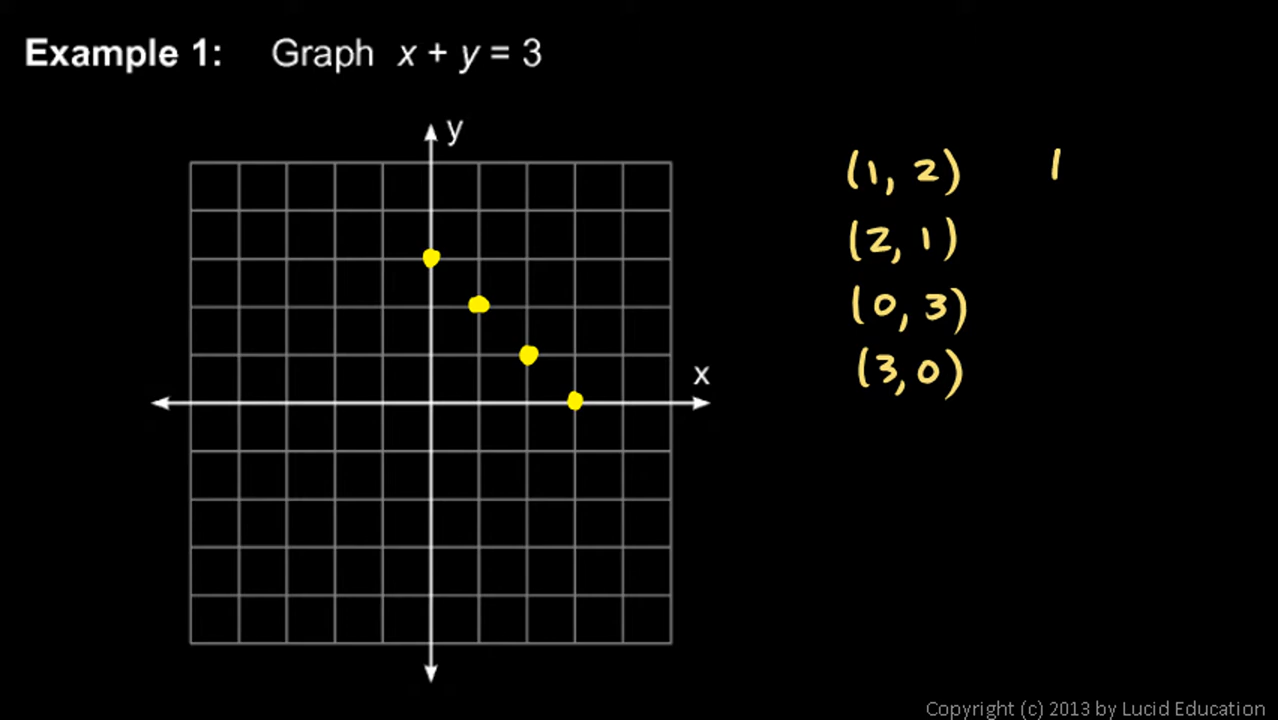 Example 1: Graph x + y = 3
y
(1, 2) 1
(2, 1)
(0, 3)
x
(3, 0)
Copyright (c) 2013 by Lucid Education